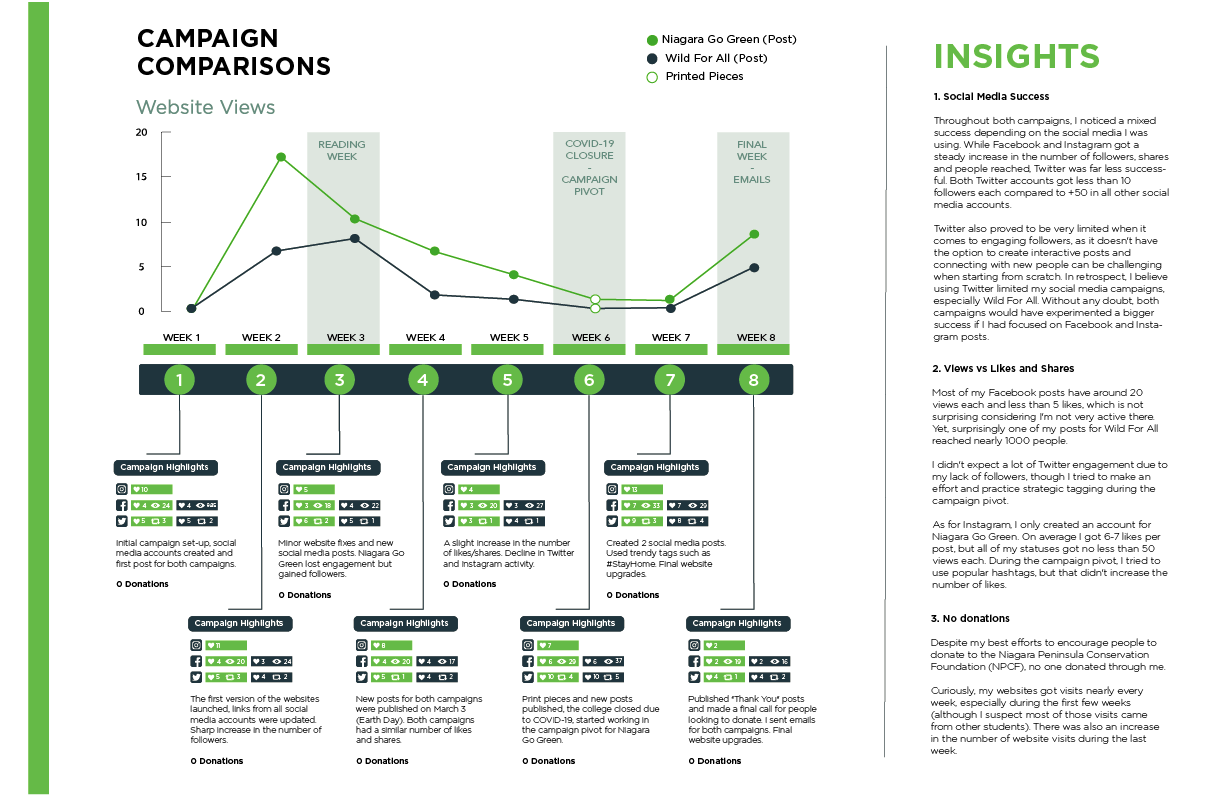 CAMPAIGN
COMPARISONS
Niagara Go Green (Post)
Wild For All (Post)
Printed Pieces
Website Views
20
15
10
5
0
READING
WEEK
COVID-19
CLOSURE
-
CAMPAIGN
PIVOT
FINAL
WEEK
-
EMAILS
WEEK 1
WEEK 2
WEEK 3
WEEK 4
WEEK 5
WEEK 6
WEEK 7
WEEK 8
1
2
3
4
5
6
7
8
Campaign Highlights
10
4 24 4
5 3 5 2
Initial campaign set-up, social
media accounts created and
first post for both campaigns.
0 Donations
Campaign Highlights
5
3 18 4 22
6 2 5 1
Minor website fixes and new
social media posts. Niagara Go
Green lost engagement but
gained followers.
0 Donations
Campaign Highlights
4
3 20 3 27
3 1 4 1
A slight increase in the number
of likes/shares. Decline in Twitter
and Instagram activity.
0 Donations
Campaign Highlights
13
7 33 7 29
9 3 8 4
Created 2 social media posts.
Used trendy tags such as
#StayHome. Final website
upgrades.
0 Donations
Campaign Highlights
11
4 20 3 24
5 3 4 2
The first version of the websites
launched, links from all social
media accounts were updated.
Sharp increase in the number of
followers.
0 Donations
Campaign Highlights
8
4 20 4 17
5 1 4 2
New posts for both campaigns
were published on March 3
(Earth Day). Both campaigns
had a similar number of likes
and shares.
0 Donations
Campaign Highlights
7
6 29 6 37
10 4 10 5
Print pieces and new posts
published, the college closed due
to COVID-19, started working in
the campaign pivot for Niagara
Go Green.
0 Donations
Campaign Highlights
2
2 19 2 16
4 1 4 2
Published "Thank You" posts
and made a final call for people
looking to donate. I sent emails
for both campaigns. Final
website upgrades.
0 Donations
INSIGHTS
1. Social Media Success
Throughout both campaigns, I noticed a mixed
success depending on the social media I was
using. While Facebook and Instagram got a
steady increase in the number of followers, shares
and people reached, Twitter was far less success-
ful. Both Twitter accounts got less than 10
followers each compared to +50 in all other social
media accounts.
Twitter also proved to be very limited when it
comes to engaging followers, as it doesn't have
the option to create interactive posts and
connecting with new people can be challenging
when starting from scratch. In retrospect, I believe
using Twitter limited my social media campaigns,
especially Wild For All. Without any doubt, both
campaigns would have experimented a bigger
success if I had focused on Facebook and Insta-
gram posts.
2. Views vs Likes and Shares
Most of my Facebook posts have around 20
views each and less than 5 likes, which is not
surprising considering I'm not very active there.
Yet, surprisingly one of my posts for Wild For All
reached nearly 1000 people.
I didn't expect a lot of Twitter engagement due to
my lack of followers, though I tried to make an
effort and practice strategic tagging during the
campaign pivot.
As for Instagram, I only created an account for
Niagara Go Green. On average I got 6-7 likes per
post, but all of my statuses got no less than 50
views each. During the campaign pivot, I tried to
use popular hashtags, but that didn't increase the
number of likes.
3. No donations
Despite my best efforts to encourage people to
donate to the Niagara Peninsula Conservation
Foundation (NPCF), no one donated through me.
Curiously, my websites got visits nearly every
week, especially during the first few weeks
(although I suspect most of those visits came
from other students). There was also an increase
in the number of website visits during the last
week.